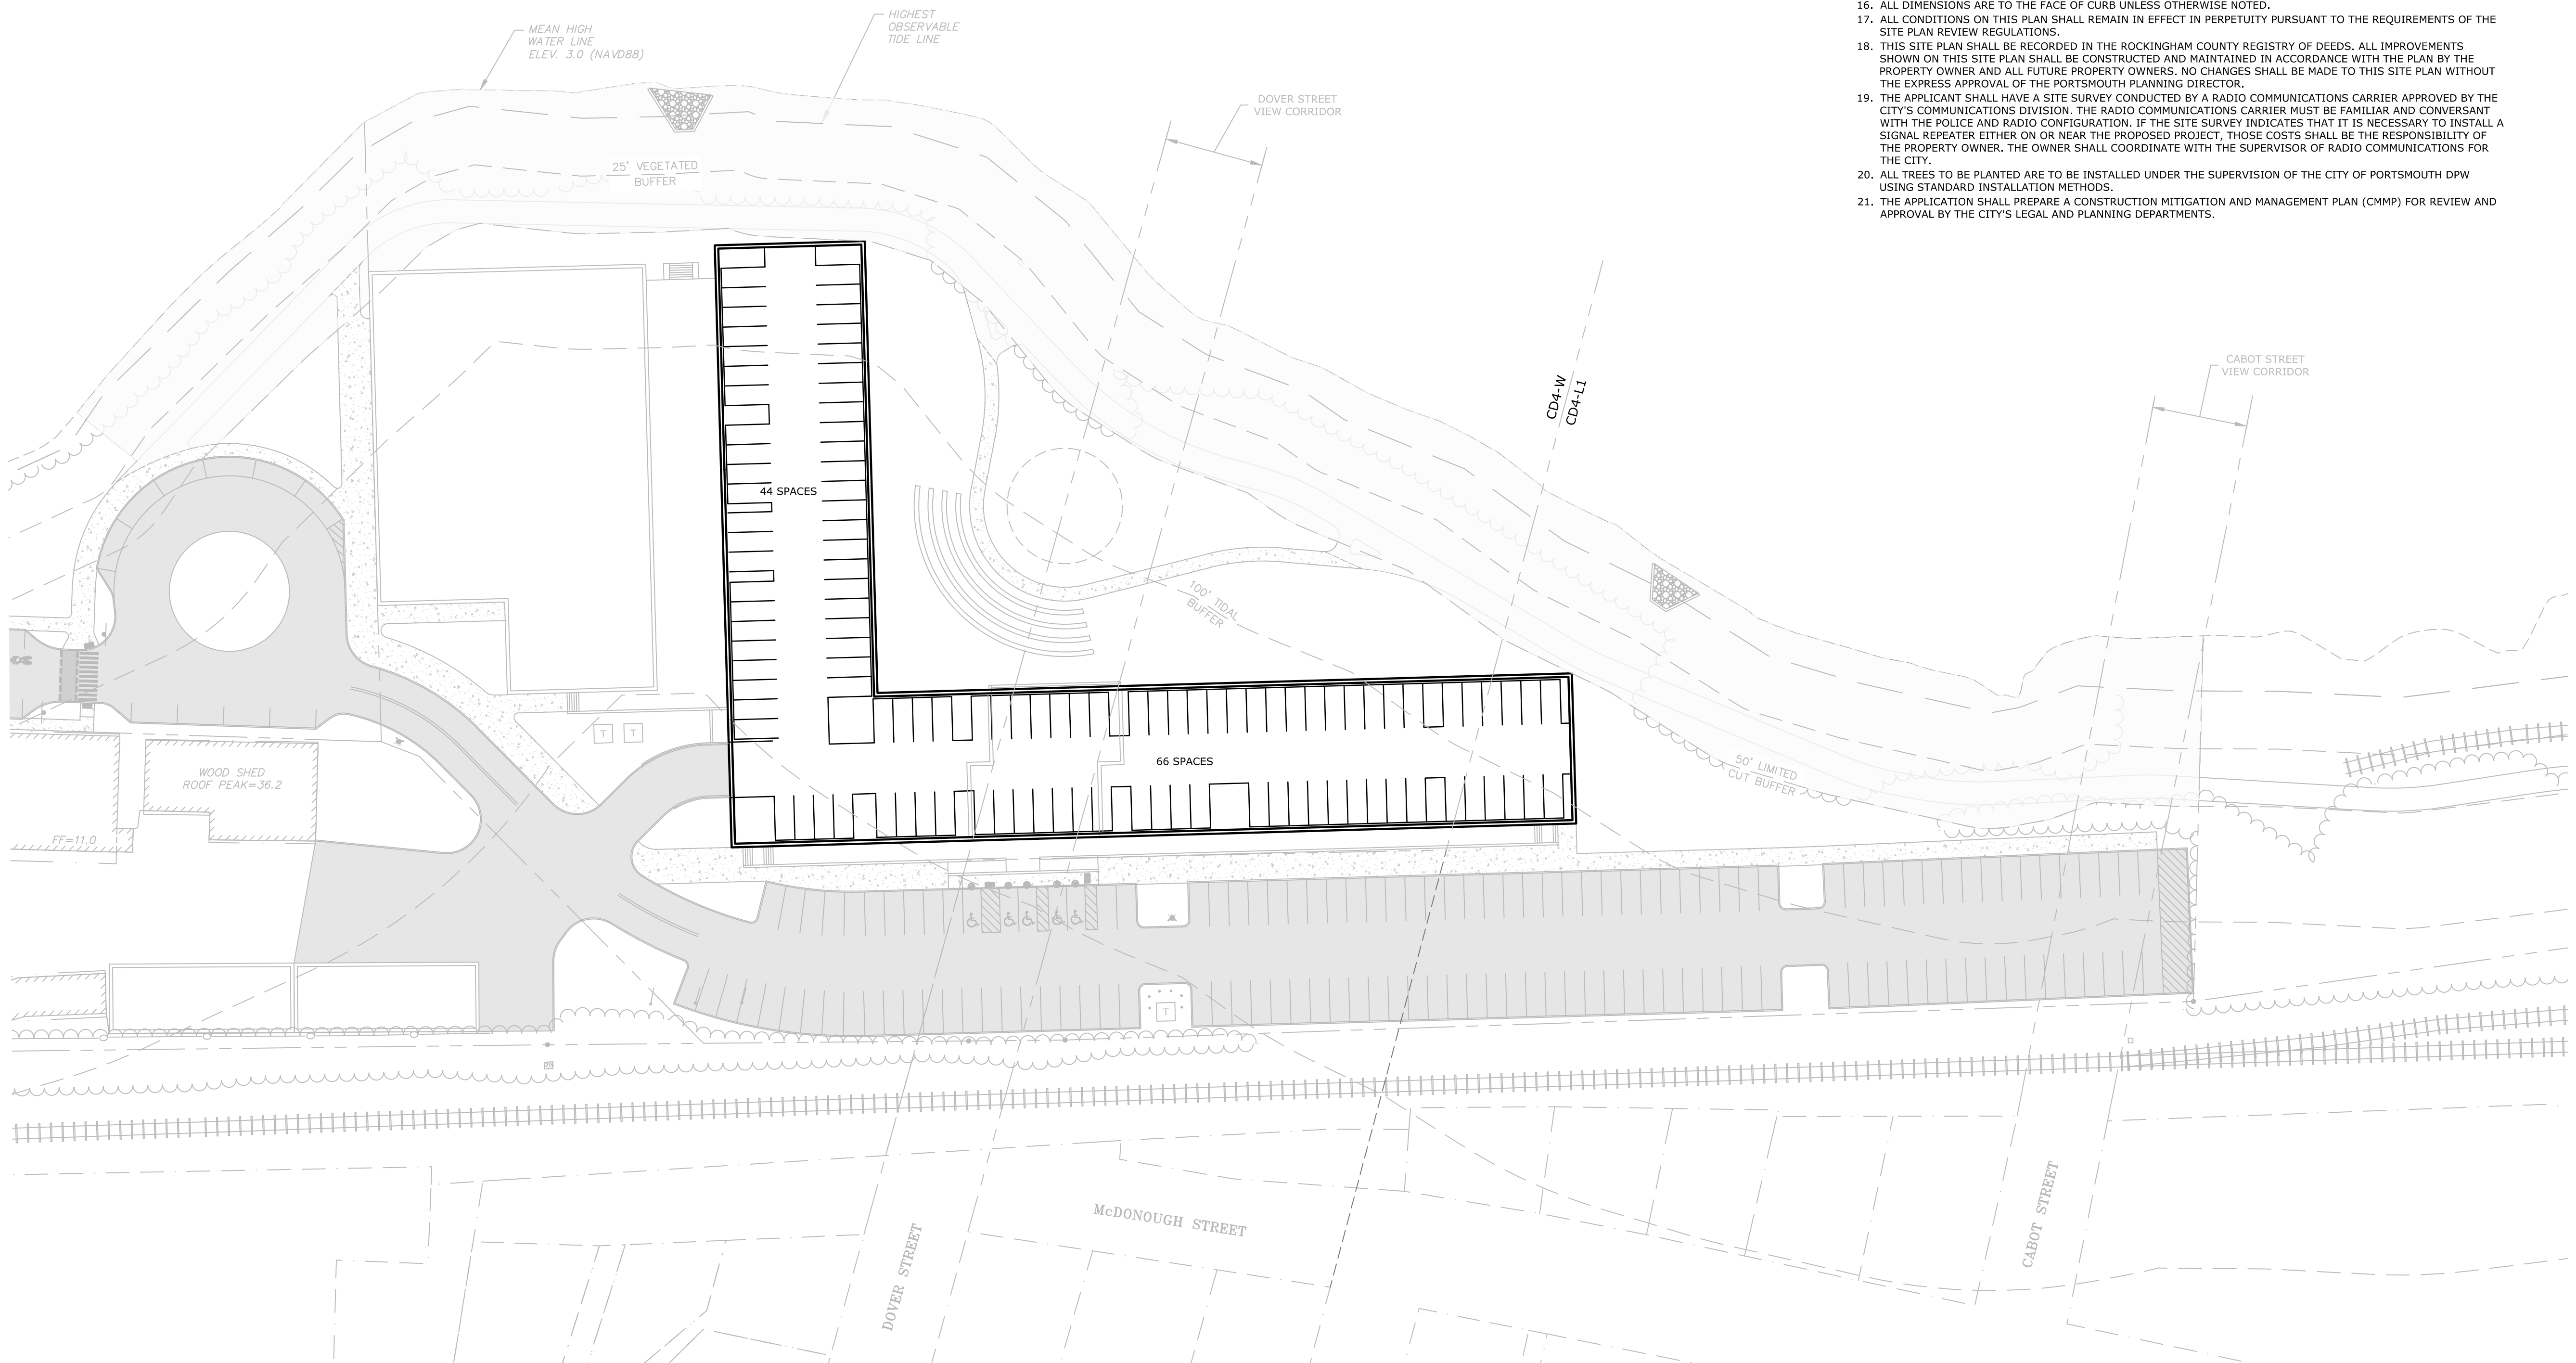 16. ALL DIMENSIONS ARE TO THE FACE OF CURB UNLESS OTHERWISE NOTED.
17. ALL CONDITIONS ON THIS PLAN SHALL REMAIN IN EFFECT IN PERPETUITY PURSUANT TO THE REQUIREMENTS OF THE
SITE PLAN REVIEW REGULATIONS.
18. THIS SITE PLAN SHALL BE RECORDED IN THE ROCKINGHAM COUNTY REGISTRY OF DEEDS. ALL IMPROVEMENTS
SHOWN ON THIS SITE PLAN SHALL BE CONSTRUCTED AND MAINTAINED IN ACCORDANCE WITH THE PLAN BY THE
PROPERTY OWNER AND ALL FUTURE PROPERTY OWNERS. NO CHANGES SHALL BE MADE TO THIS SITE PLAN WITHOUT
THE EXPRESS APPROVAL OF THE PORTSMOUTH PLANNING DIRECTOR.
19. THE APPLICANT SHALL HAVE A SITE SURVEY CONDUCTED BY A RADIO COMMUNICATIONS CARRIER APPROVED BY THE
CITY'S COMMUNICATIONS DIVISION. THE RADIO COMMUNICATIONS CARRIER MUST BE FAMILIAR AND CONVERSANT
WITH THE POLICE AND RADIO CONFIGURATION. IF THE SITE SURVEY INDICATES THAT IT IS NECESSARY TO INSTALL A
SIGNAL REPEATER EITHER ON OR NEAR THE PROPOSED PROJECT, THOSE COSTS SHALL BE THE RESPONSIBILITY OF
THE PROPERTY OWNER. THE OWNER SHALL COORDINATE WITH THE SUPERVISOR OF RADIO COMMUNICATIONS FOR
THE CITY.
20. ALL TREES TO BE PLANTED ARE TO BE INSTALLED UNDER THE SUPERVISION OF THE CITY OF PORTSMOUTH DPW
USING STANDARD INSTALLATION METHODS.
21. THE APPLICATION SHALL PREPARE A CONSTRUCTION MITIGATION AND MANAGEMENT PLAN (CMMP) FOR REVIEW AND
APPROVAL BY THE CITY'S LEGAL AND PLANNING DEPARTMENTS.
MEAN HIGH
WATER LINE
ELEV. 3.0 (NAVD88)
HIGHEST
OBSERVABLE
TIDE LINE
DOVER STREET
VIEW CORRIDOR
25' VEGETATED
BUFFER
CABOT STREET
VIEW CORRIDOR
CD4-W
CD4-L1
44 SPACES
100' TIDAL
BUFFER
T
T
66 SPACES
50' LIMITED
CUT BUFFER
WOOD SHED
ROOF PEAK=36.2
FF=11.0
T
McDONOUGH STREET
DOVER STREET
CABOT STREET